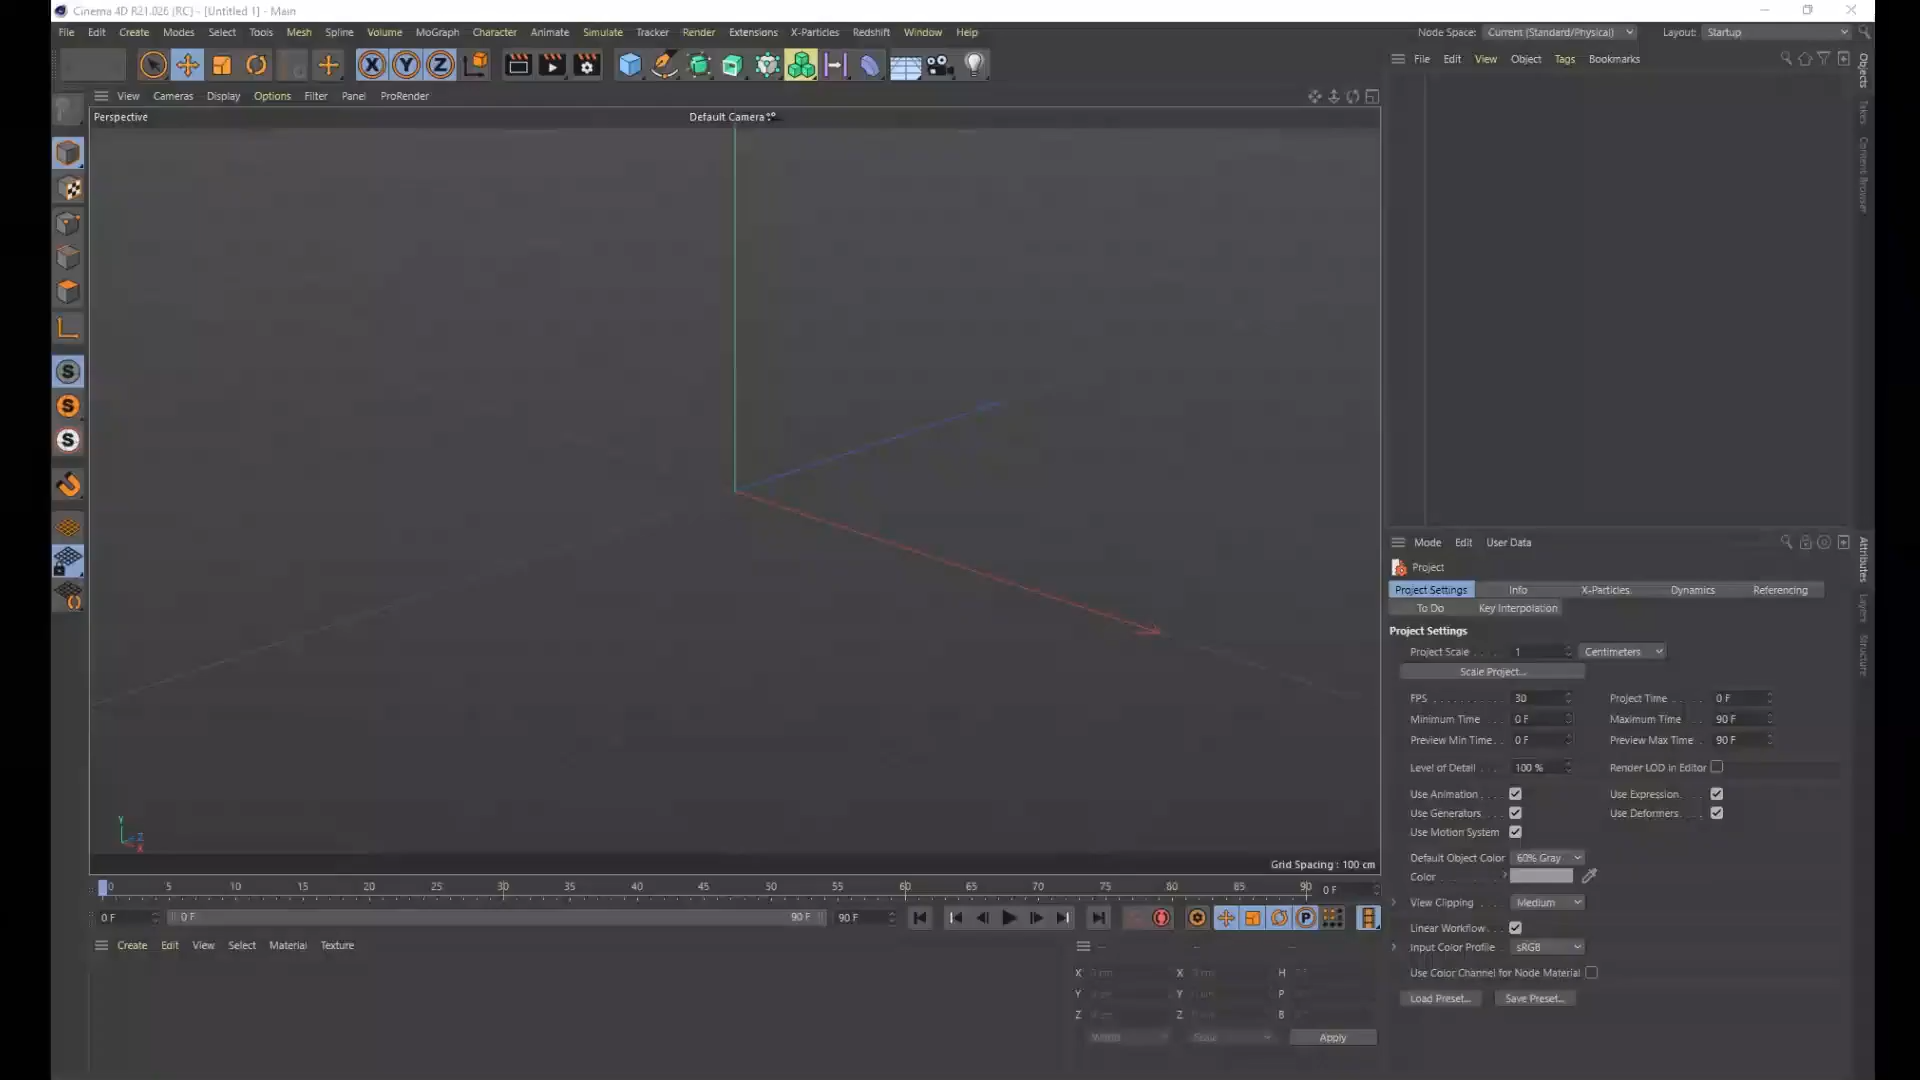 Cinema 4D R21.026 (RC) - [Untitled 1] - Main
File Edit Create Modes Select Tools Mesh Spline Volume MoGraph Character Animate Simulate Tracker Render Extensions X-Particles Redshift Window Help
Node Space: Current (Standard/Physical) Layout: Startup
View Cameras Display Options Filter Panel ProRender
File Edit View Object Tags Bookmarks
Perspective
Default Camera
Objects
Takes
Content Browser
Y
Z
X
Grid Spacing : 100 cm
0 5 10 15 20 25 30 35 40 45 50 55 60 65 70 75 80 85 90 0 F
0 F 0 F 90 F 90 F
Create Edit View Select Material Texture
X X H
Y Y P
Z Z B
Apply
Mode Edit User Data
Attributes
Layers
Structure
Project
Project Settings Info X-Particles Dynamics Referencing
To Do Key Interpolation
Project Settings
Project Scale 1 Centimeters
Scale Project...
FPS 30 Project Time 0 F
Minimum Time 0 F Maximum Time 90 F
Preview Min Time 0 F Preview Max Time 90 F
Level of Detail 100 % Render LOD in Editor
Use Animation Use Expression
Use Generators Use Deformers
Use Motion System
Default Object Color 60% Gray
Color
View Clipping Medium
Linear Workflow
Input Color Profile sRGB
Use Color Channel for Node Material
Load Preset... Save Preset...